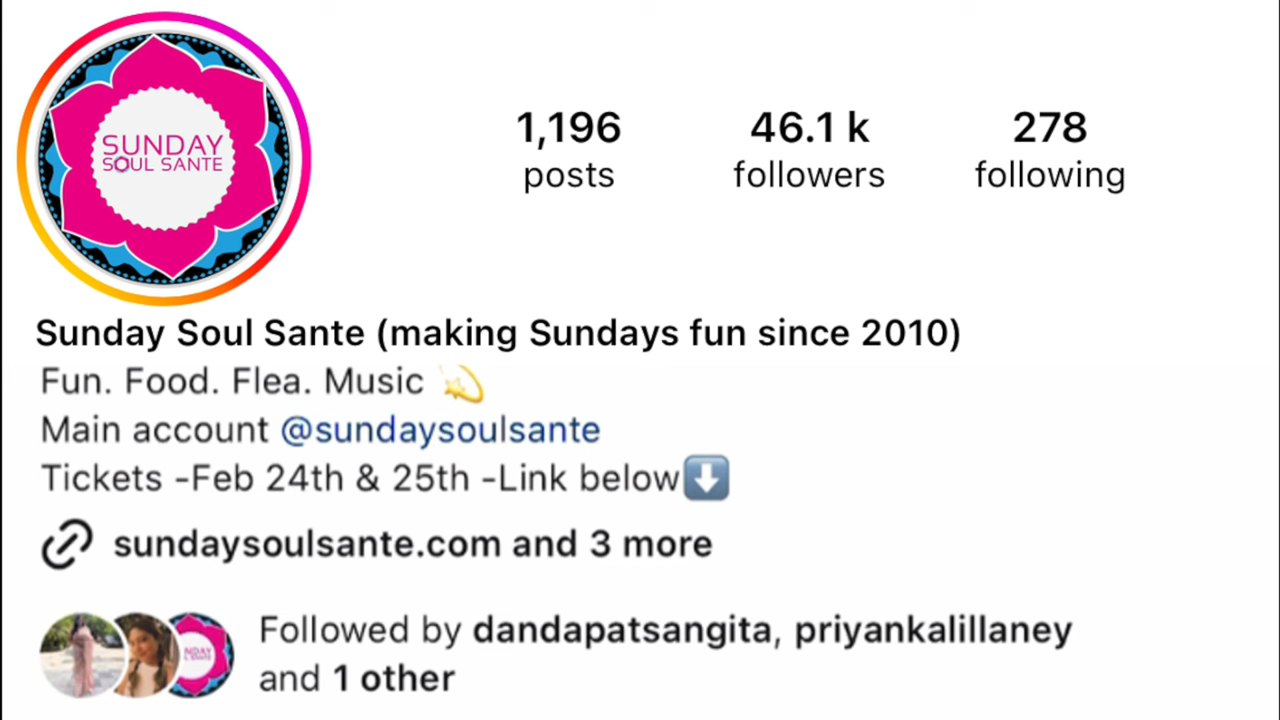 SUNDAY
SOUL SANTE
1,196
posts
46.1 k
followers
278
following
Sunday Soul Sante (making Sundays fun since 2010)
Fun. Food. Flea. Music 💫
Main account @sundaysoulsante
Tickets -Feb 24th & 25th -Link below⬇️
sundaysoulsante.com and 3 more
Followed by dandapatsangita, priyankalillaney
and 1 other